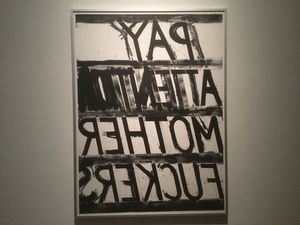 PAY
ATTENTION
MOTHER
FUCKERS